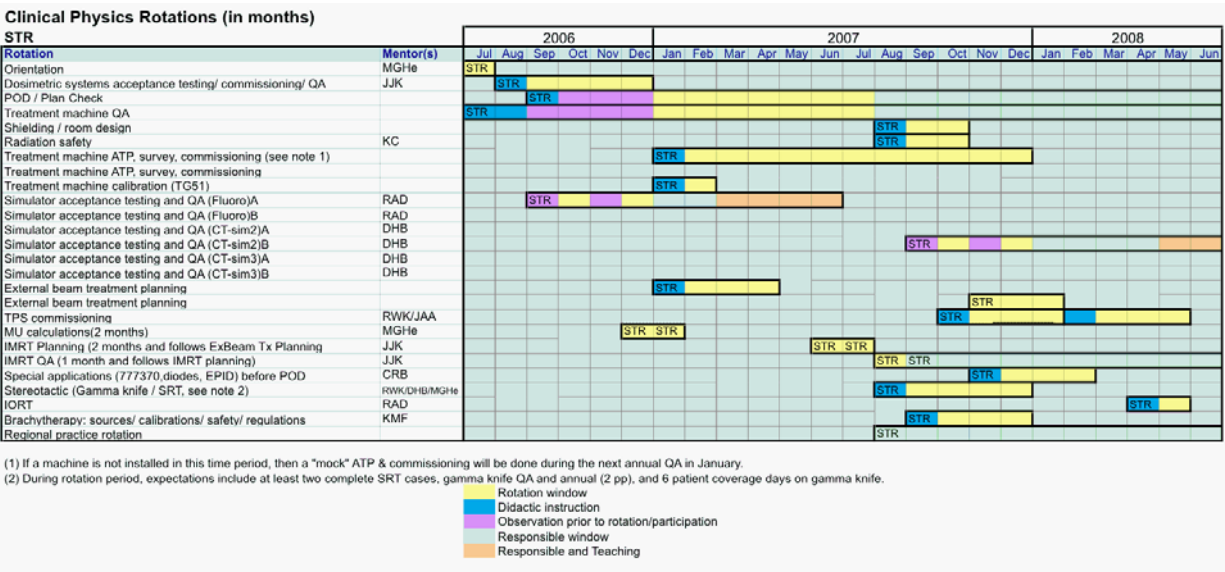 Clinical Physics Rotations (in months)
STR 2006 2007 2008
Rotation Mentor(s) Jul Aug Sep Oct Nov Dec Jan Feb Mar Apr May Jun Jul Aug Sep Oct Nov Dec Jan Feb Mar Apr May Jun
Orientation MGHe STR
Dosimetric systems acceptance testing/ commissioning/ QA JJK STR
POD / Plan Check STR
Treatment machine QA STR
Shielding / room design STR
Radiation safety KC STR
Treatment machine ATP, survey, commissioning (see note 1) STR
Treatment machine ATP, survey, commissioning
Treatment machine calibration (TG51) STR
Simulator acceptance testing and QA (Fluoro)A RAD STR
Simulator acceptance testing and QA (Fluoro)B RAD
Simulator acceptance testing and QA (CT-sim2)A DHB
Simulator acceptance testing and QA (CT-sim2)B DHB STR
Simulator acceptance testing and QA (CT-sim3)A DHB
Simulator acceptance testing and QA (CT-sim3)B DHB
External beam treatment planning STR
External beam treatment planning STR
TPS commissioning RWK/JAA STR
MU calculations(2 months) MGHe STR STR
IMRT Planning (2 months and follows ExBeam Tx Planning JJK STR STR
IMRT QA (1 month and follows IMRT planning) JJK STR STR
Special applications (777370,diodes, EPID) before POD CRB STR
Stereotactic (Gamma knife / SRT, see note 2) RWK/DHB/MGHe STR
IORT RAD STR
Brachytherapy: sources/ calibrations/ safety/ regulations KMF STR
Regional practice rotation STR
(1) If a machine is not installed in this time period, then a "mock" ATP & commissioning will be done during the next annual QA in January.
(2) During rotation period, expectations include at least two complete SRT cases, gamma knife QA and annual (2 pp), and 6 patient coverage days on gamma knife.
Rotation window
Didactic instruction
Observation prior to rotation/participation
Responsible window
Responsible and Teaching